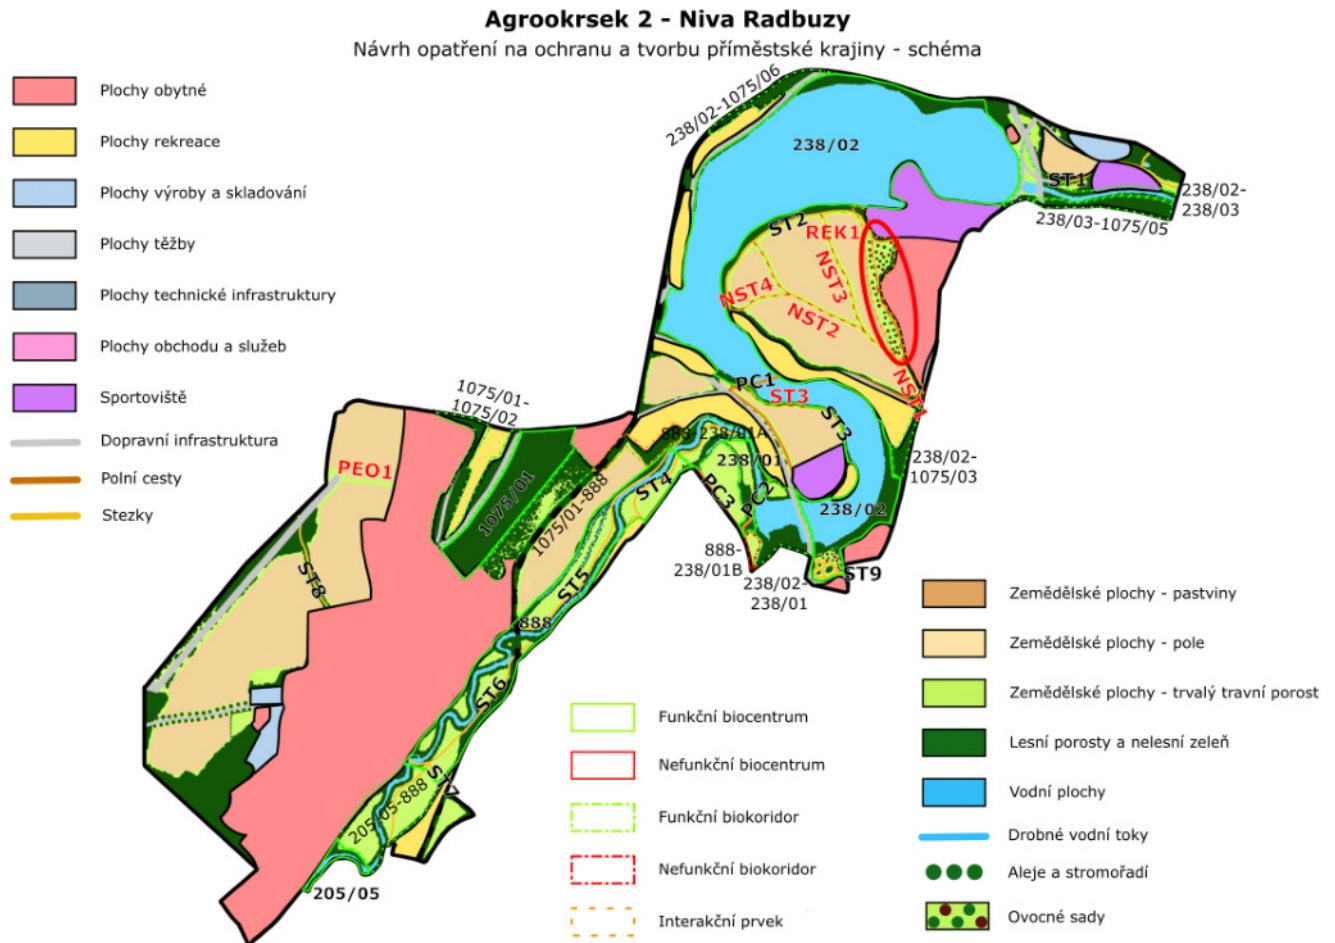 Agrookrsek 2 - Niva Radbuzy
Návrh opatření na ochranu a tvorbu příměstské krajiny - schéma
Plochy obytné
Plochy rekreace
Plochy výroby a skladování
Plochy těžby
Plochy technické infrastruktury
Plochy obchodu a služeb
Sportoviště
Dopravní infrastruktura
Polní cesty
Stezky
238/02-1075/06
238/02
ST1
238/02-
238/03
238/03-1075/05
ST2
REK1
NST3
NST4
NST2
NST1
PC1
ST3
ST3
1075/01-
1075/02
888-238/01A
238/01
238/02-
1075/03
PEO1
1075/01
1075/01-888
ST4
PC3
PC2
238/02
888-
238/01B
238/02-
238/01
ST9
ST8
ST5
888
ST6
ST7
205/05-888
205/05
Funkční biocentrum
Nefunkční biocentrum
Funkční biokoridor
Nefunkční biokoridor
Interakční prvek
Zemědělské plochy - pastviny
Zemědělské plochy - pole
Zemědělské plochy - trvalý travní porost
Lesní porosty a nelesní zeleň
Vodní plochy
Drobné vodní toky
Aleje a stromořadí
Ovocné sady